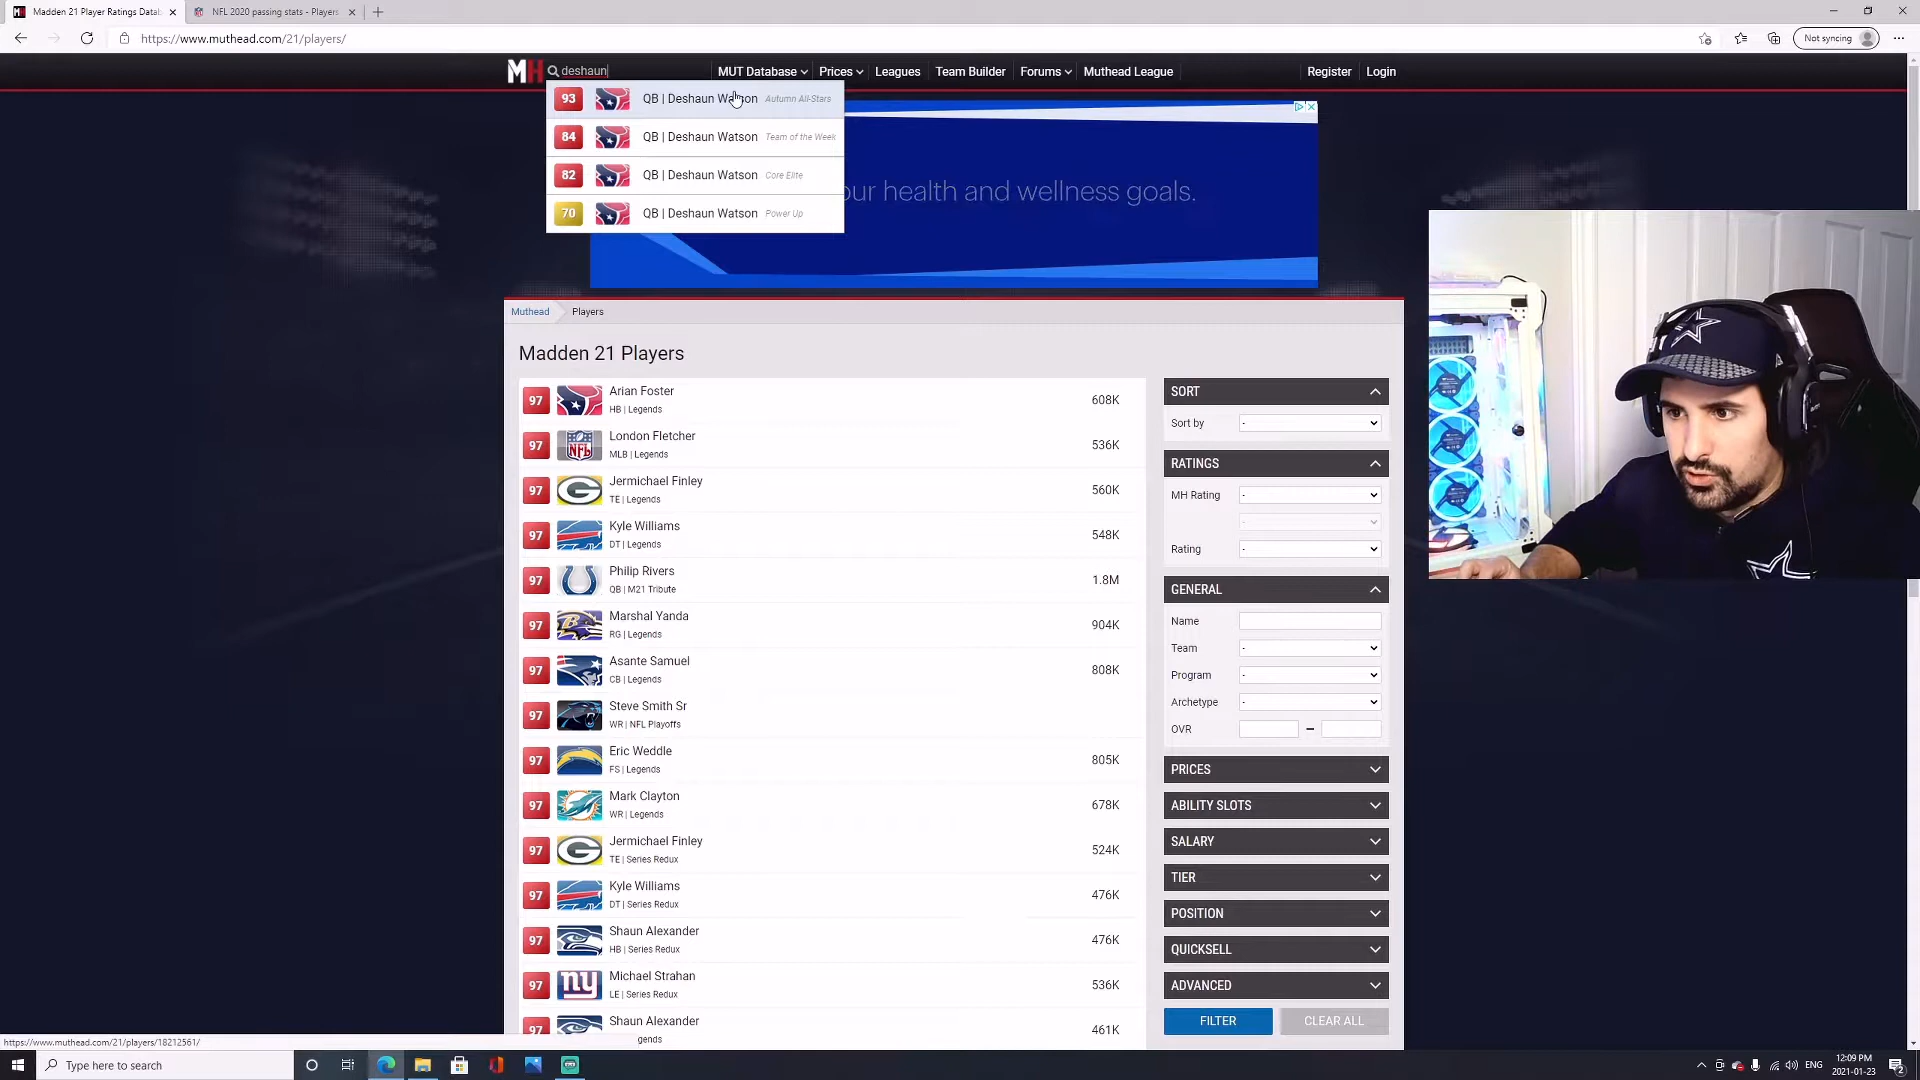 Madden 21 Player Ratings Datab
NFL 2020 passing stats - Players
https://www.muthead.com/21/players/
Not syncing
MH
deshaun
MUT Database
Prices
Leagues
Team Builder
Forums
Muthead League
Register
Login
93 QB | Deshaun Watson Autumn All-Stars
84 QB | Deshaun Watson Team of the Week
82 QB | Deshaun Watson Core Elite
70 QB | Deshaun Watson Power Up
our health and wellness goals.
Muthead
Players
Madden 21 Players
97 Arian Foster 608K
HB | Legends
97 London Fletcher 536K
NFL
MLB | Legends
97 Jermichael Finley 560K
TE | Legends
97 Kyle Williams 548K
DT | Legends
97 Philip Rivers 1.8M
QB | M21 Tribute
97 Marshal Yanda 904K
RG | Legends
97 Asante Samuel 808K
CB | Legends
97 Steve Smith Sr
WR | NFL Playoffs
97 Eric Weddle 805K
FS | Legends
97 Mark Clayton 678K
WR | Legends
97 Jermichael Finley 524K
TE | Series Redux
97 Kyle Williams 476K
DT | Series Redux
97 Shaun Alexander 476K
HB | Series Redux
97 Michael Strahan 536K
ny
LE | Series Redux
97 Shaun Alexander 461K
gends
SORT
Sort by -
RATINGS
MH Rating -
-
Rating -
GENERAL
Name
Team -
Program -
Archetype -
OVR –
PRICES
ABILITY SLOTS
SALARY
TIER
POSITION
QUICKSELL
ADVANCED
FILTER
CLEAR ALL
https://www.muthead.com/21/players/18212561/
Type here to search
ENG
12:09 PM
2021-01-23
2